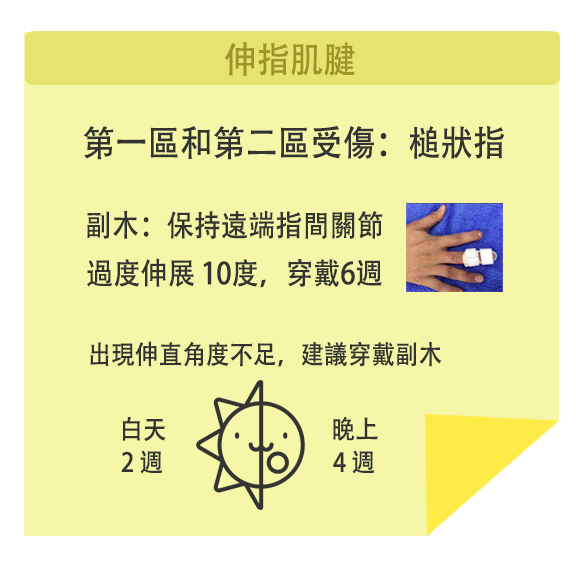 伸指肌腱
第一區和第二區受傷：槌狀指
副木：保持遠端指間關節
過度伸展 10度，穿戴6週
出現伸直角度不足，建議穿戴副木
白天
2 週
晚上
4 週